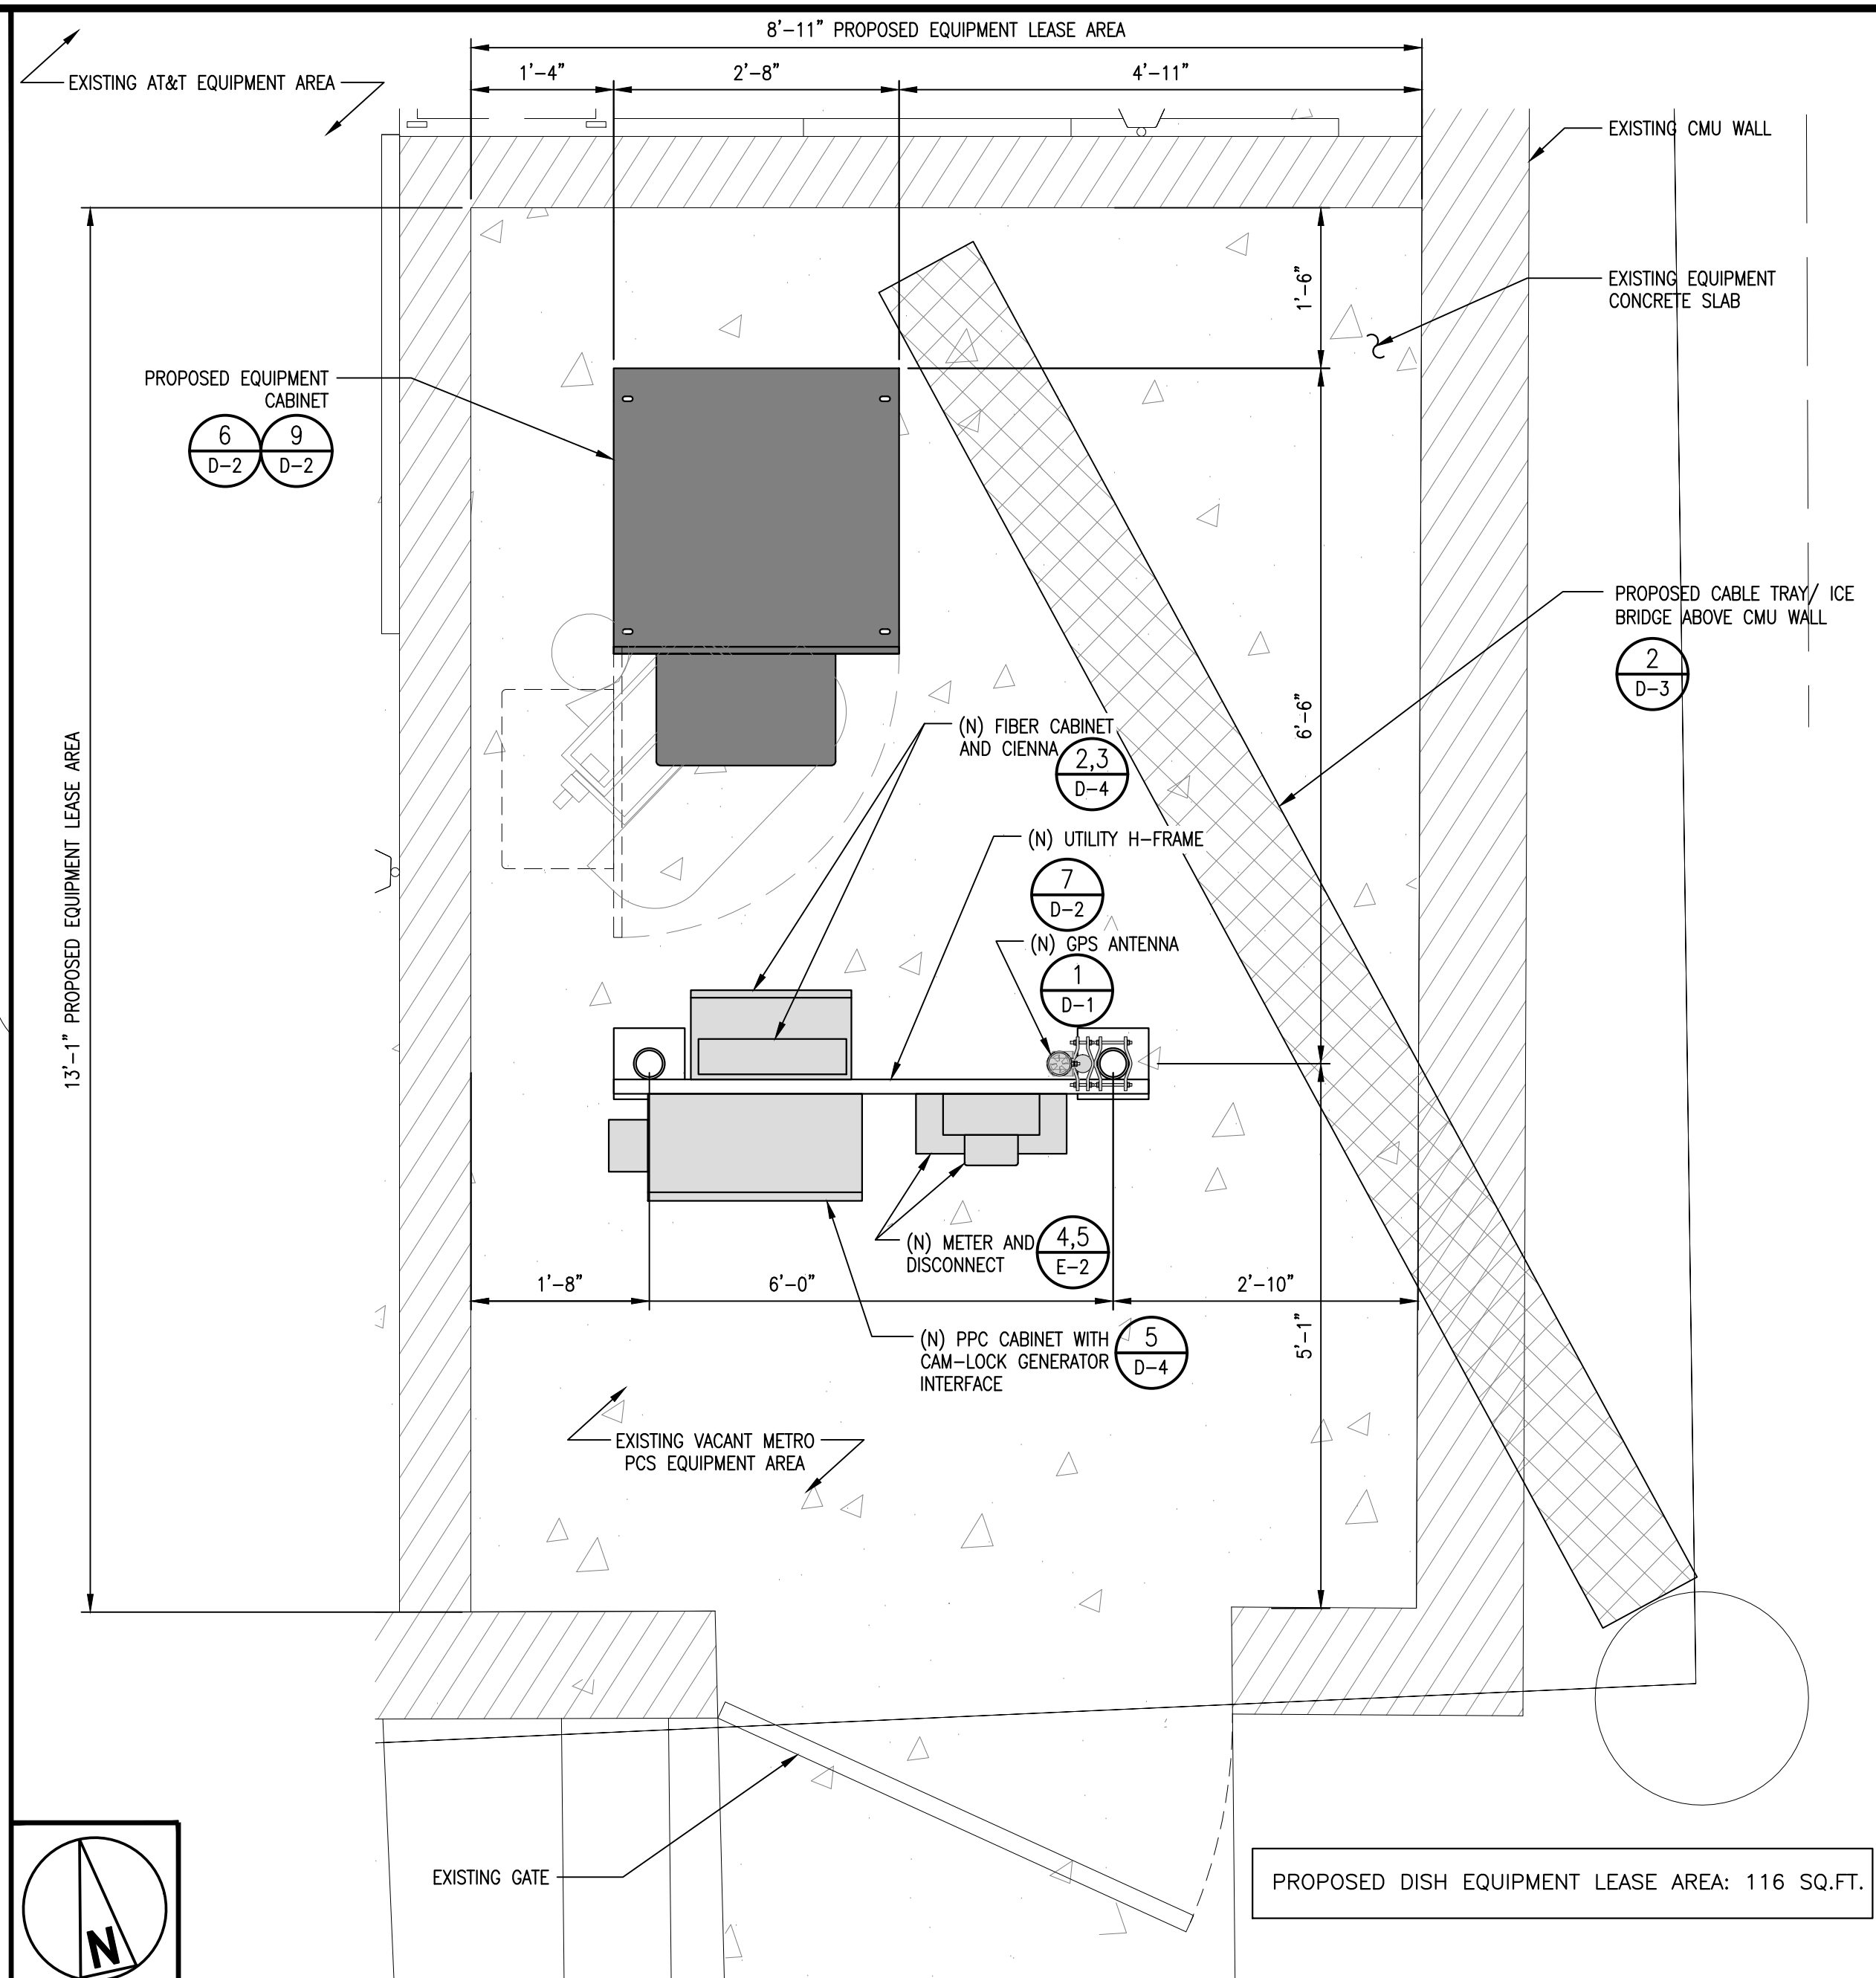 8'-11" PROPOSED EQUIPMENT LEASE AREA
EXISTING AT&T EQUIPMENT AREA
1'-4"
2'-8"
4'-11"
EXISTING CMU WALL
1'-6"
EXISTING EQUIPMENT
CONCRETE SLAB
PROPOSED EQUIPMENT
CABINET
6
D-2
9
D-2
PROPOSED CABLE TRAY/ ICE
BRIDGE ABOVE CMU WALL
2
D-3
6'-6"
(N) FIBER CABINET
AND CIENNA
2,3
D-4
13'-1" PROPOSED EQUIPMENT LEASE AREA
(N) UTILITY H-FRAME
7
D-2
(N) GPS ANTENNA
1
D-1
(N) METER AND
DISCONNECT
4,5
E-2
1'-8"
6'-0"
2'-10"
5'-1"
(N) PPC CABINET WITH
CAM-LOCK GENERATOR
INTERFACE
5
D-4
EXISTING VACANT METRO
PCS EQUIPMENT AREA
EXISTING GATE
PROPOSED DISH EQUIPMENT LEASE AREA: 116 SQ.FT.
N